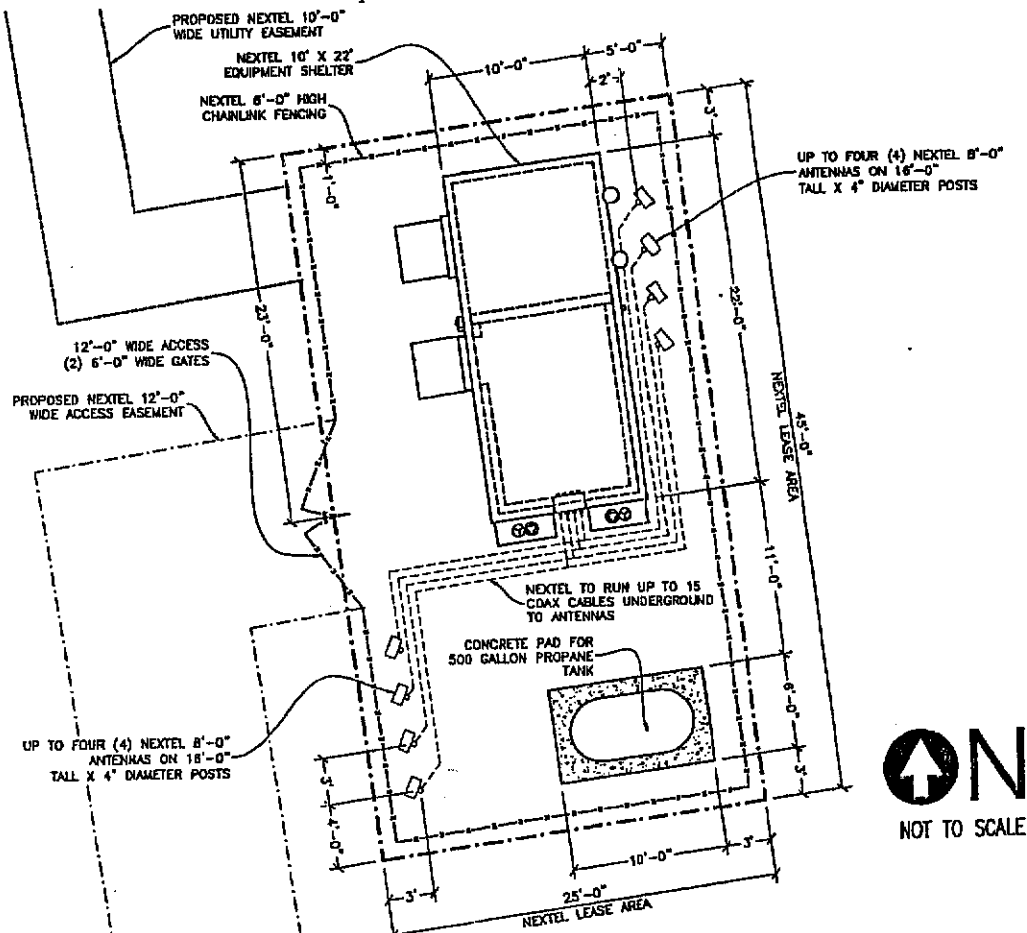 PROPOSED NEXTEL 10'-0"
WIDE UTILITY EASEMENT
NEXTEL 10' X 22'
EQUIPMENT SHELTER
NEXTEL 6'-0" HIGH
CHAINLINK FENCING
10'-0"
5'-0"
2'
3'
1'-0"
UP TO FOUR (4) NEXTEL 8'-0"
ANTENNAS ON 16'-0"
TALL X 4" DIAMETER POSTS
23'-0"
22'-0"
12'-0" WIDE ACCESS
(2) 6'-0" WIDE GATES
PROPOSED NEXTEL 12'-0"
WIDE ACCESS EASEMENT
45'-0"
NEXTEL LEASE AREA
NEXTEL TO RUN UP TO 15
COAX CABLES UNDERGROUND
TO ANTENNAS
11'-0"
CONCRETE PAD FOR
500 GALLON PROPANE
TANK
6'-0"
UP TO FOUR (4) NEXTEL 8'-0"
ANTENNAS ON 16'-0"
TALL X 4" DIAMETER POSTS
3'
3'
4'-0"
N
NOT TO SCALE
10'-0"
3'
3'
25'-0"
NEXTEL LEASE AREA